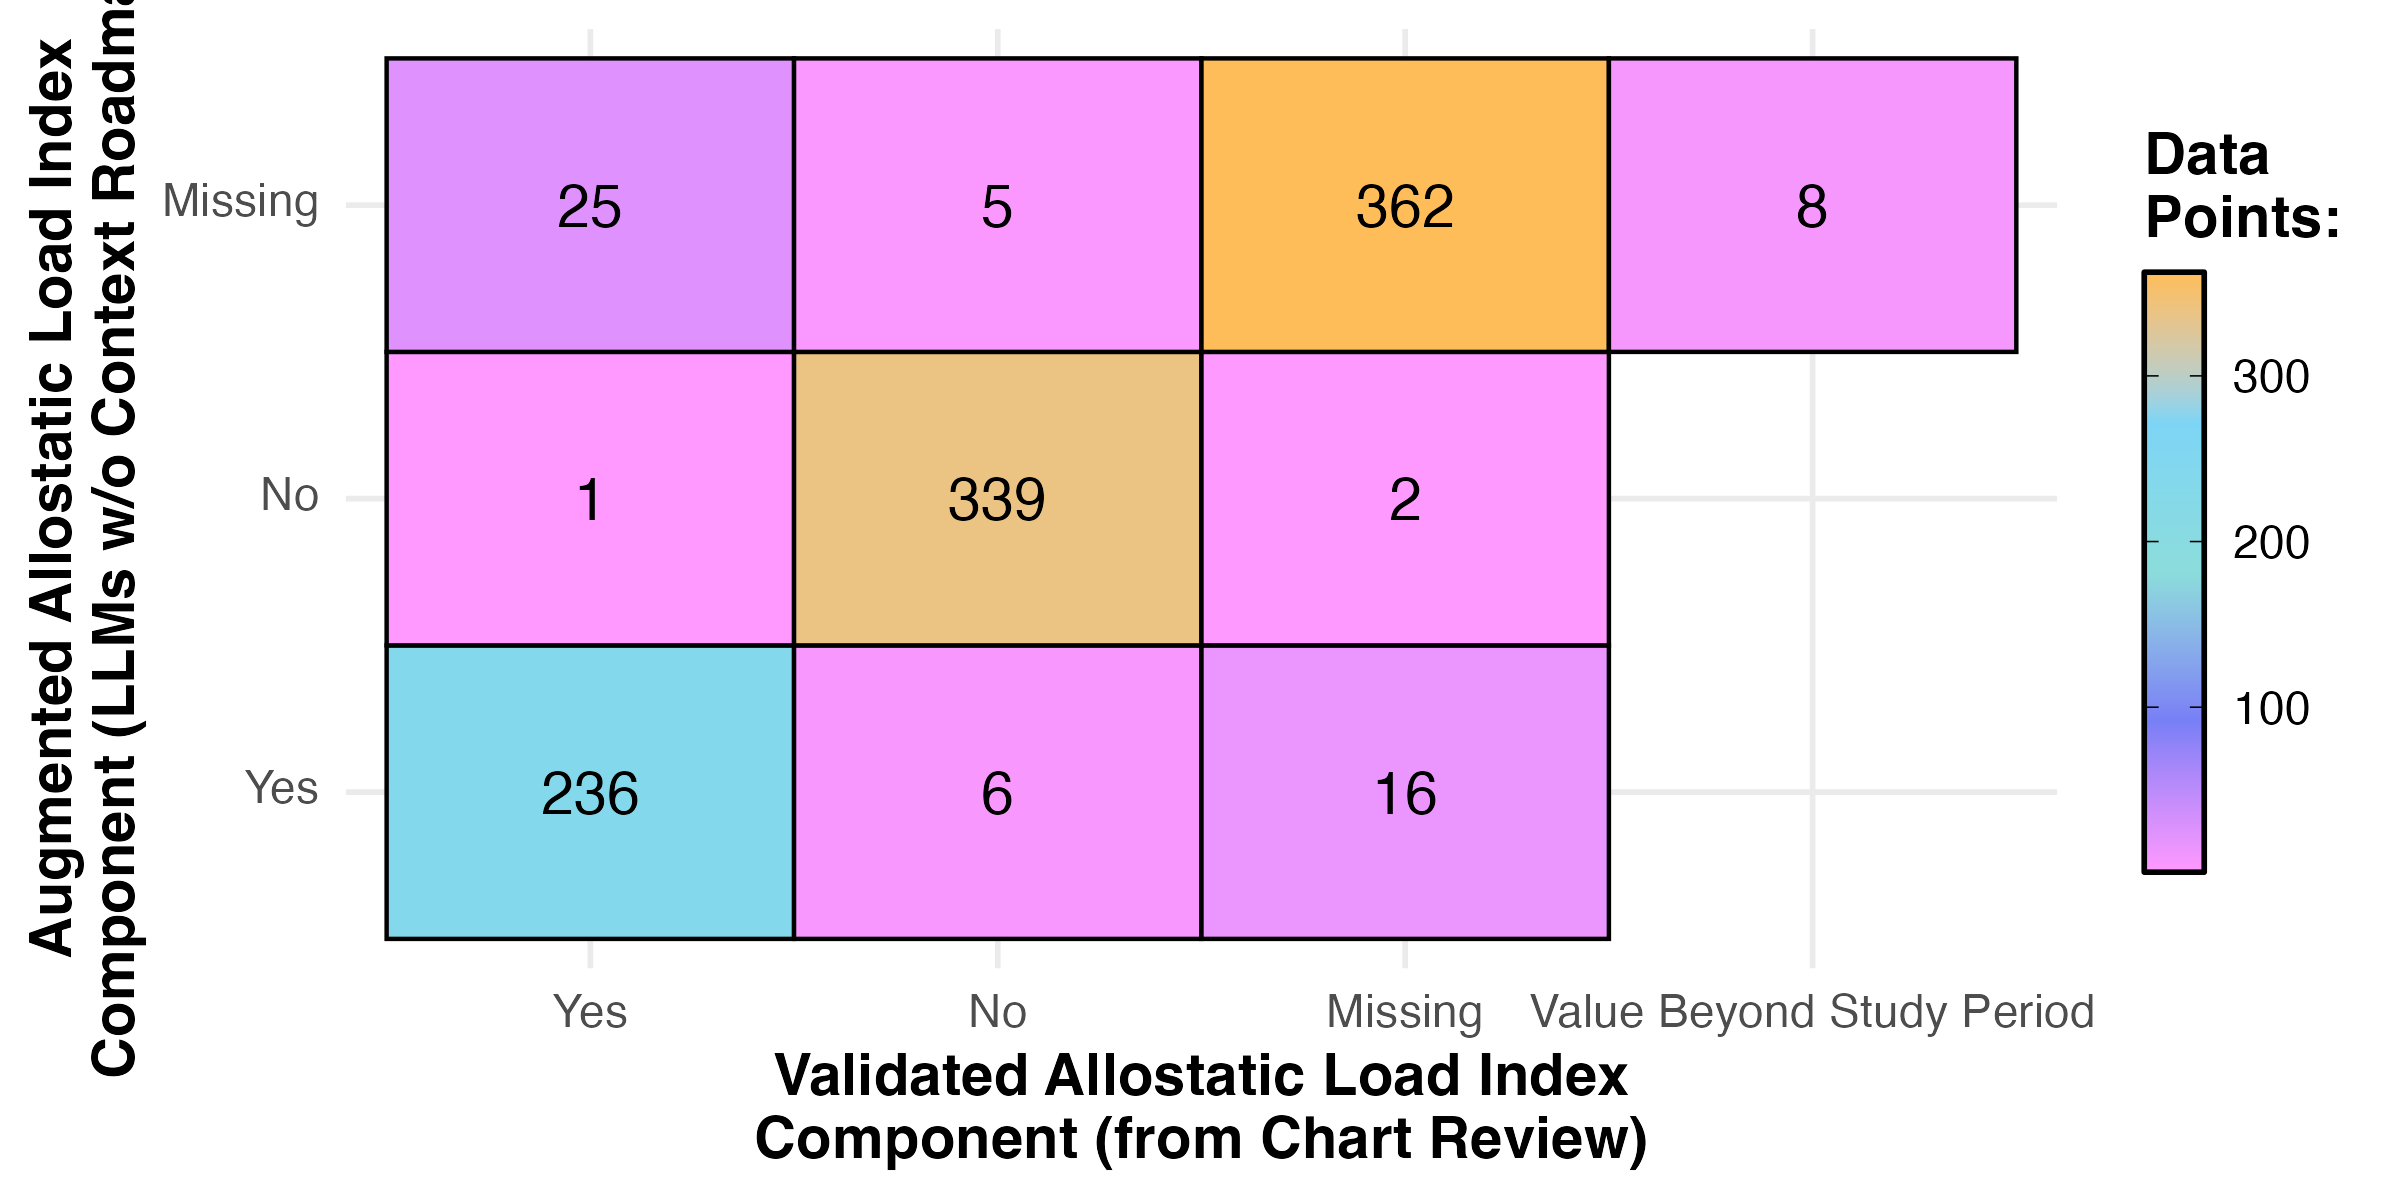 Augmented Allostatic Load Index
Component (LLMs w/o Context
Missing
No
Yes
25 5 362 8
1 339 2
236 6 16
Yes No Missing Value Beyond Study Period
Validated Allostatic Load Index
Component (from Chart Review)
Data
Points:
300
200
100